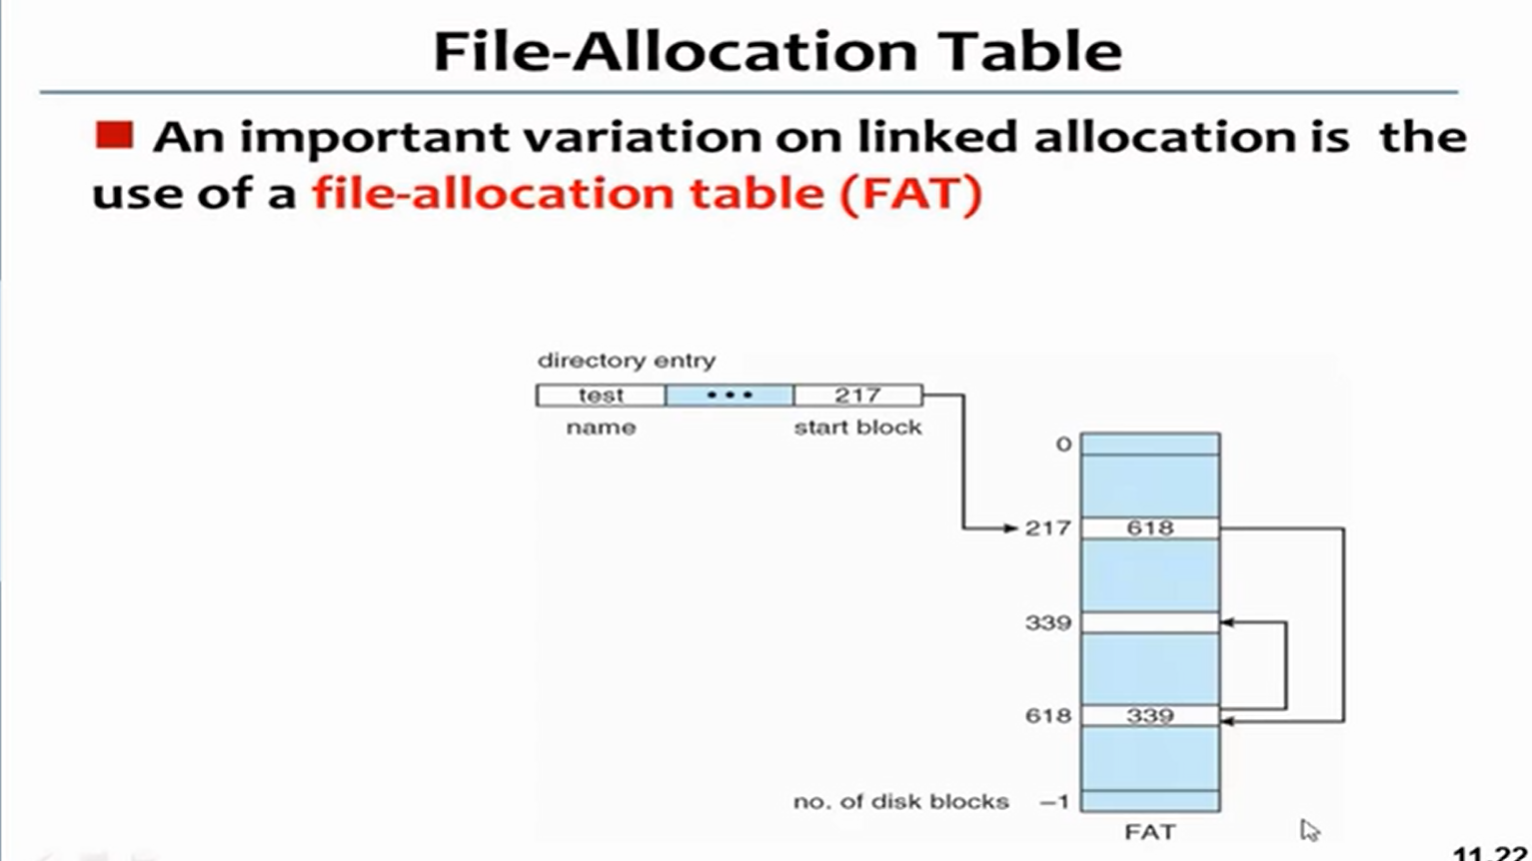 File-Allocation Table
An important variation on linked allocation is the
use of a file-allocation table (FAT)
directory entry
test ••• 217
name start block
0
217 618
339
618 339
no. of disk blocks –1
FAT
11.22